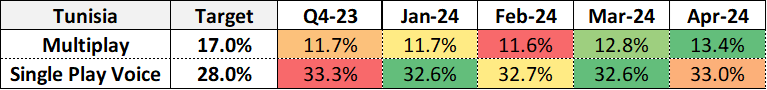 Tunisia Target Q4-23 Jan-24 Feb-24 Mar-24 Apr-24
Multiplay 17.0% 11.7% 11.7% 11.6% 12.8% 13.4%
Single Play Voice 28.0% 33.3% 32.6% 32.7% 32.6% 33.0%